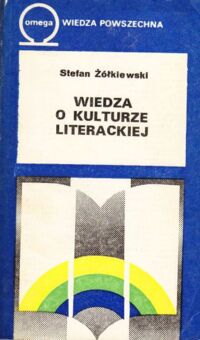 omega WIEDZA POWSZECHNA
Stefan Żółkiewski
WIEDZA
O KULTURZE
LITERACKIEJ